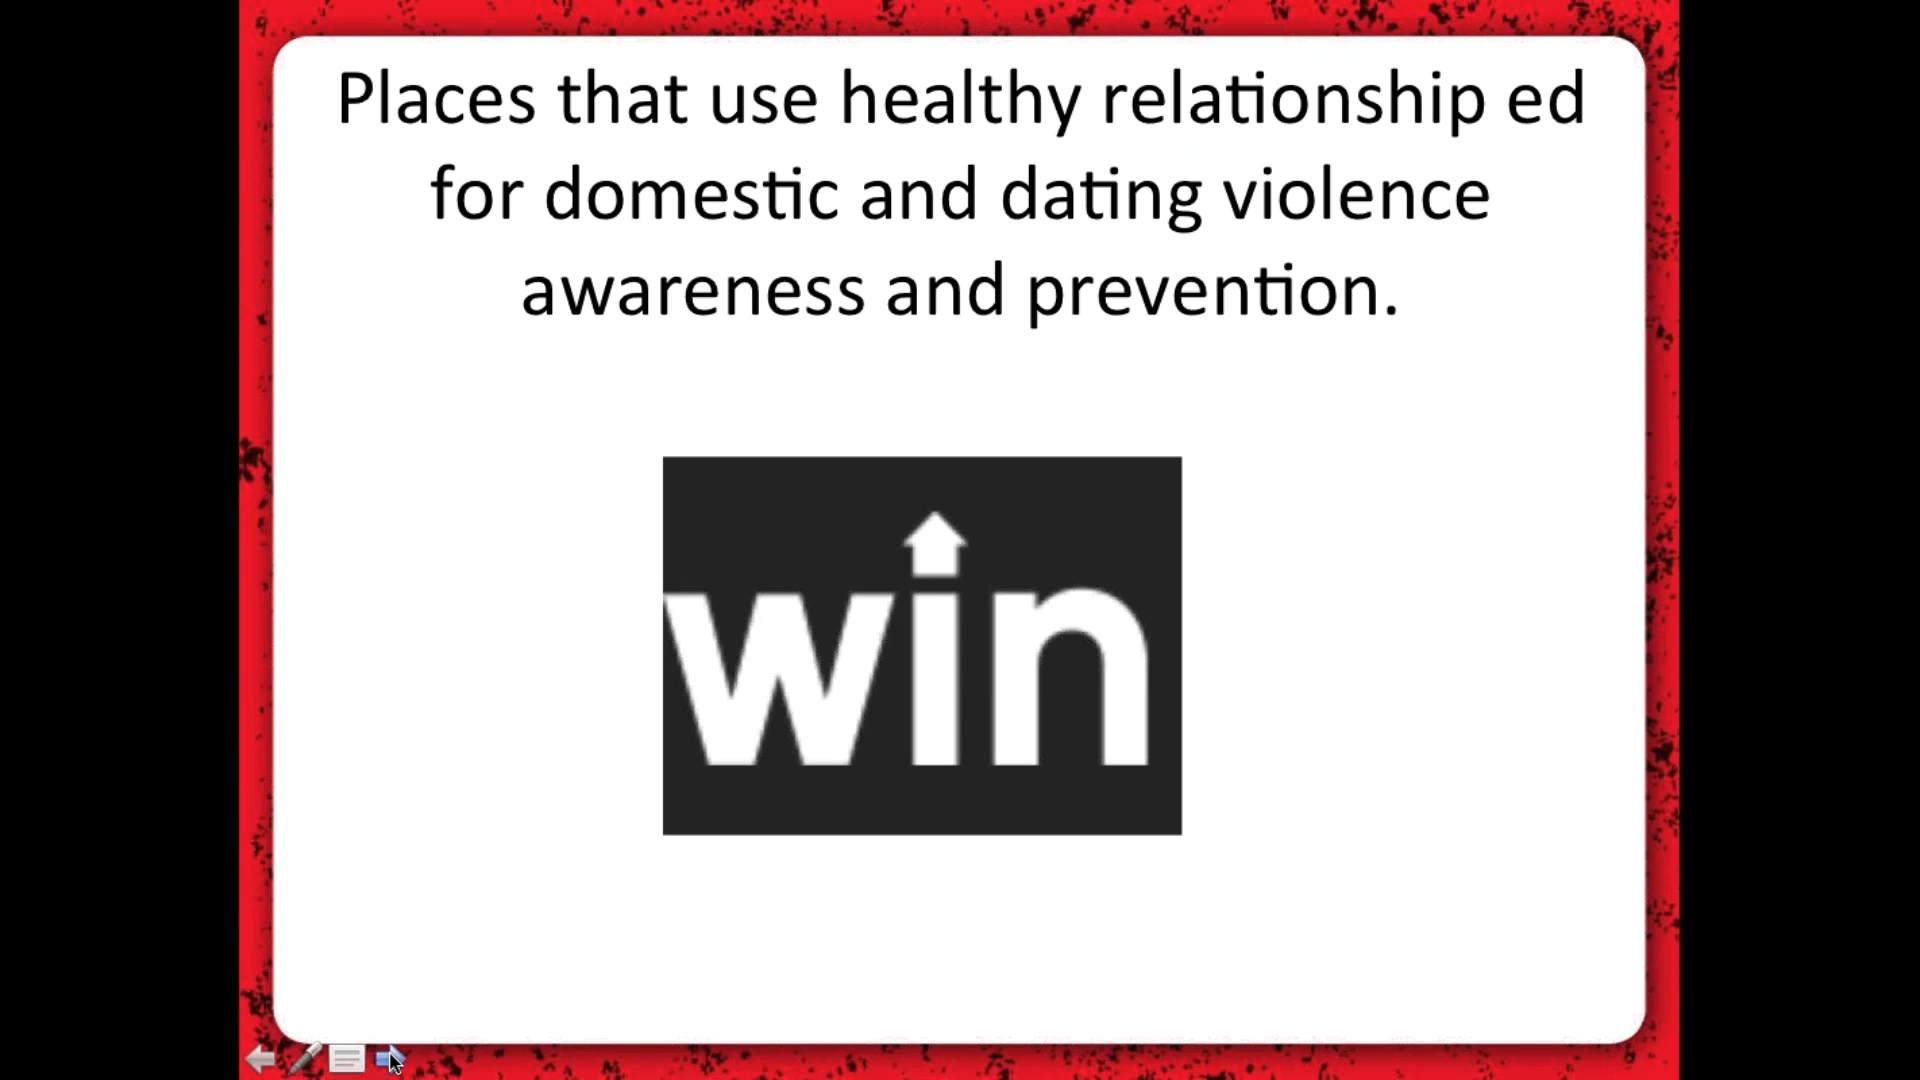 Places that use healthy relationship ed
for domestic and dating violence
awareness and prevention.
win